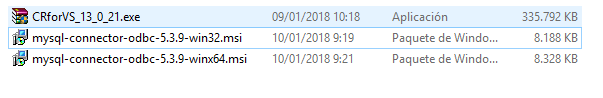 CRforVS_13_0_21.exe 09/01/2018 10:18 Aplicación 335.792 KB
mysql-connector-odbc-5.3.9-win32.msi 10/01/2018 9:19 Paquete de Windo... 8.188 KB
mysql-connector-odbc-5.3.9-winx64.msi 10/01/2018 9:21 Paquete de Windo... 8.328 KB